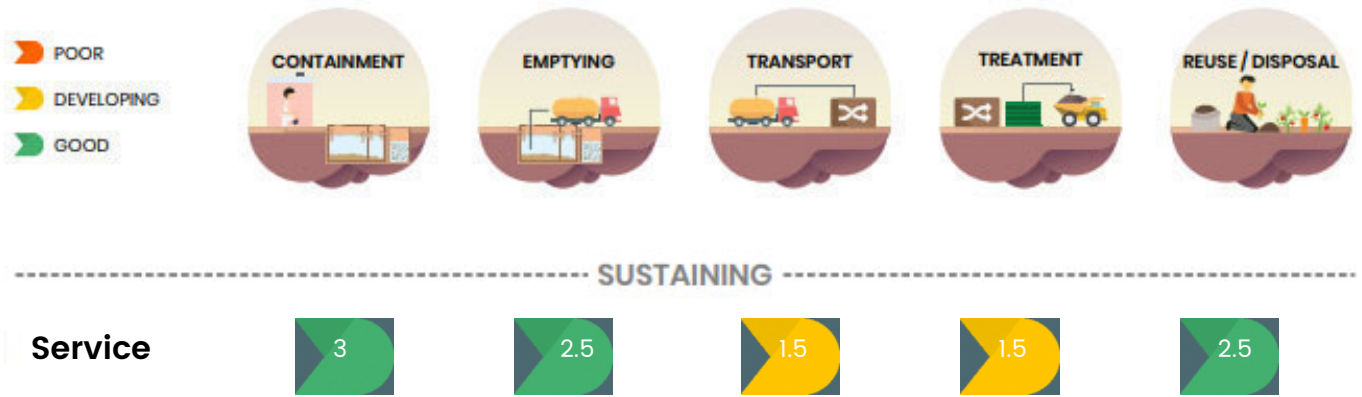 POOR
DEVELOPING
GOOD
CONTAINMENT
EMPTYING
TRANSPORT
TREATMENT
REUSE / DISPOSAL
SUSTAINING
Service
3
2.5
1.5
1.5
2.5